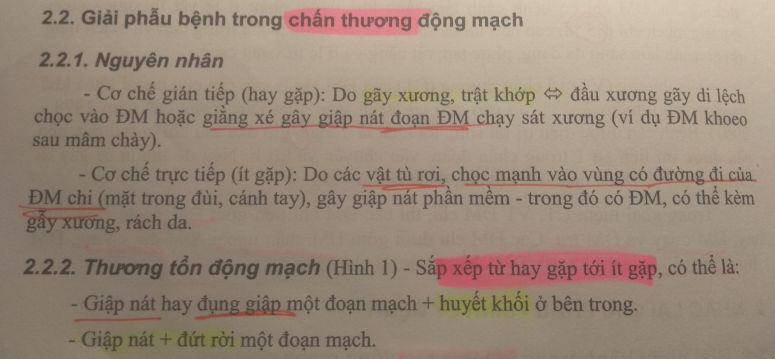 2.2. Giải phẫu bệnh trong chấn thương động mạch
2.2.1. Nguyên nhân
- Cơ chế gián tiếp (hay gặp): Do gãy xương, trật khớp ⇔ đầu xương gãy di lệch
chọc vào ĐM hoặc giằng xé gây giập nát đoạn ĐM chạy sát xương (ví dụ ĐM khoeo
sau mâm chày).
- Cơ chế trực tiếp (ít gặp): Do các vật tù rơi, chọc mạnh vào vùng có đường đi của
ĐM chi (mặt trong đùi, cánh tay), gây giập nát phần mềm - trong đó có ĐM, có thể kèm
gẫy xương, rách da.
2.2.2. Thương tổn động mạch (Hình 1) - Sắp xếp từ hay gặp tới ít gặp, có thể là:
- Giập nát hay đụng giập một đoạn mạch + huyết khối ở bên trong.
- Giập nát + đứt rời một đoạn mạch.